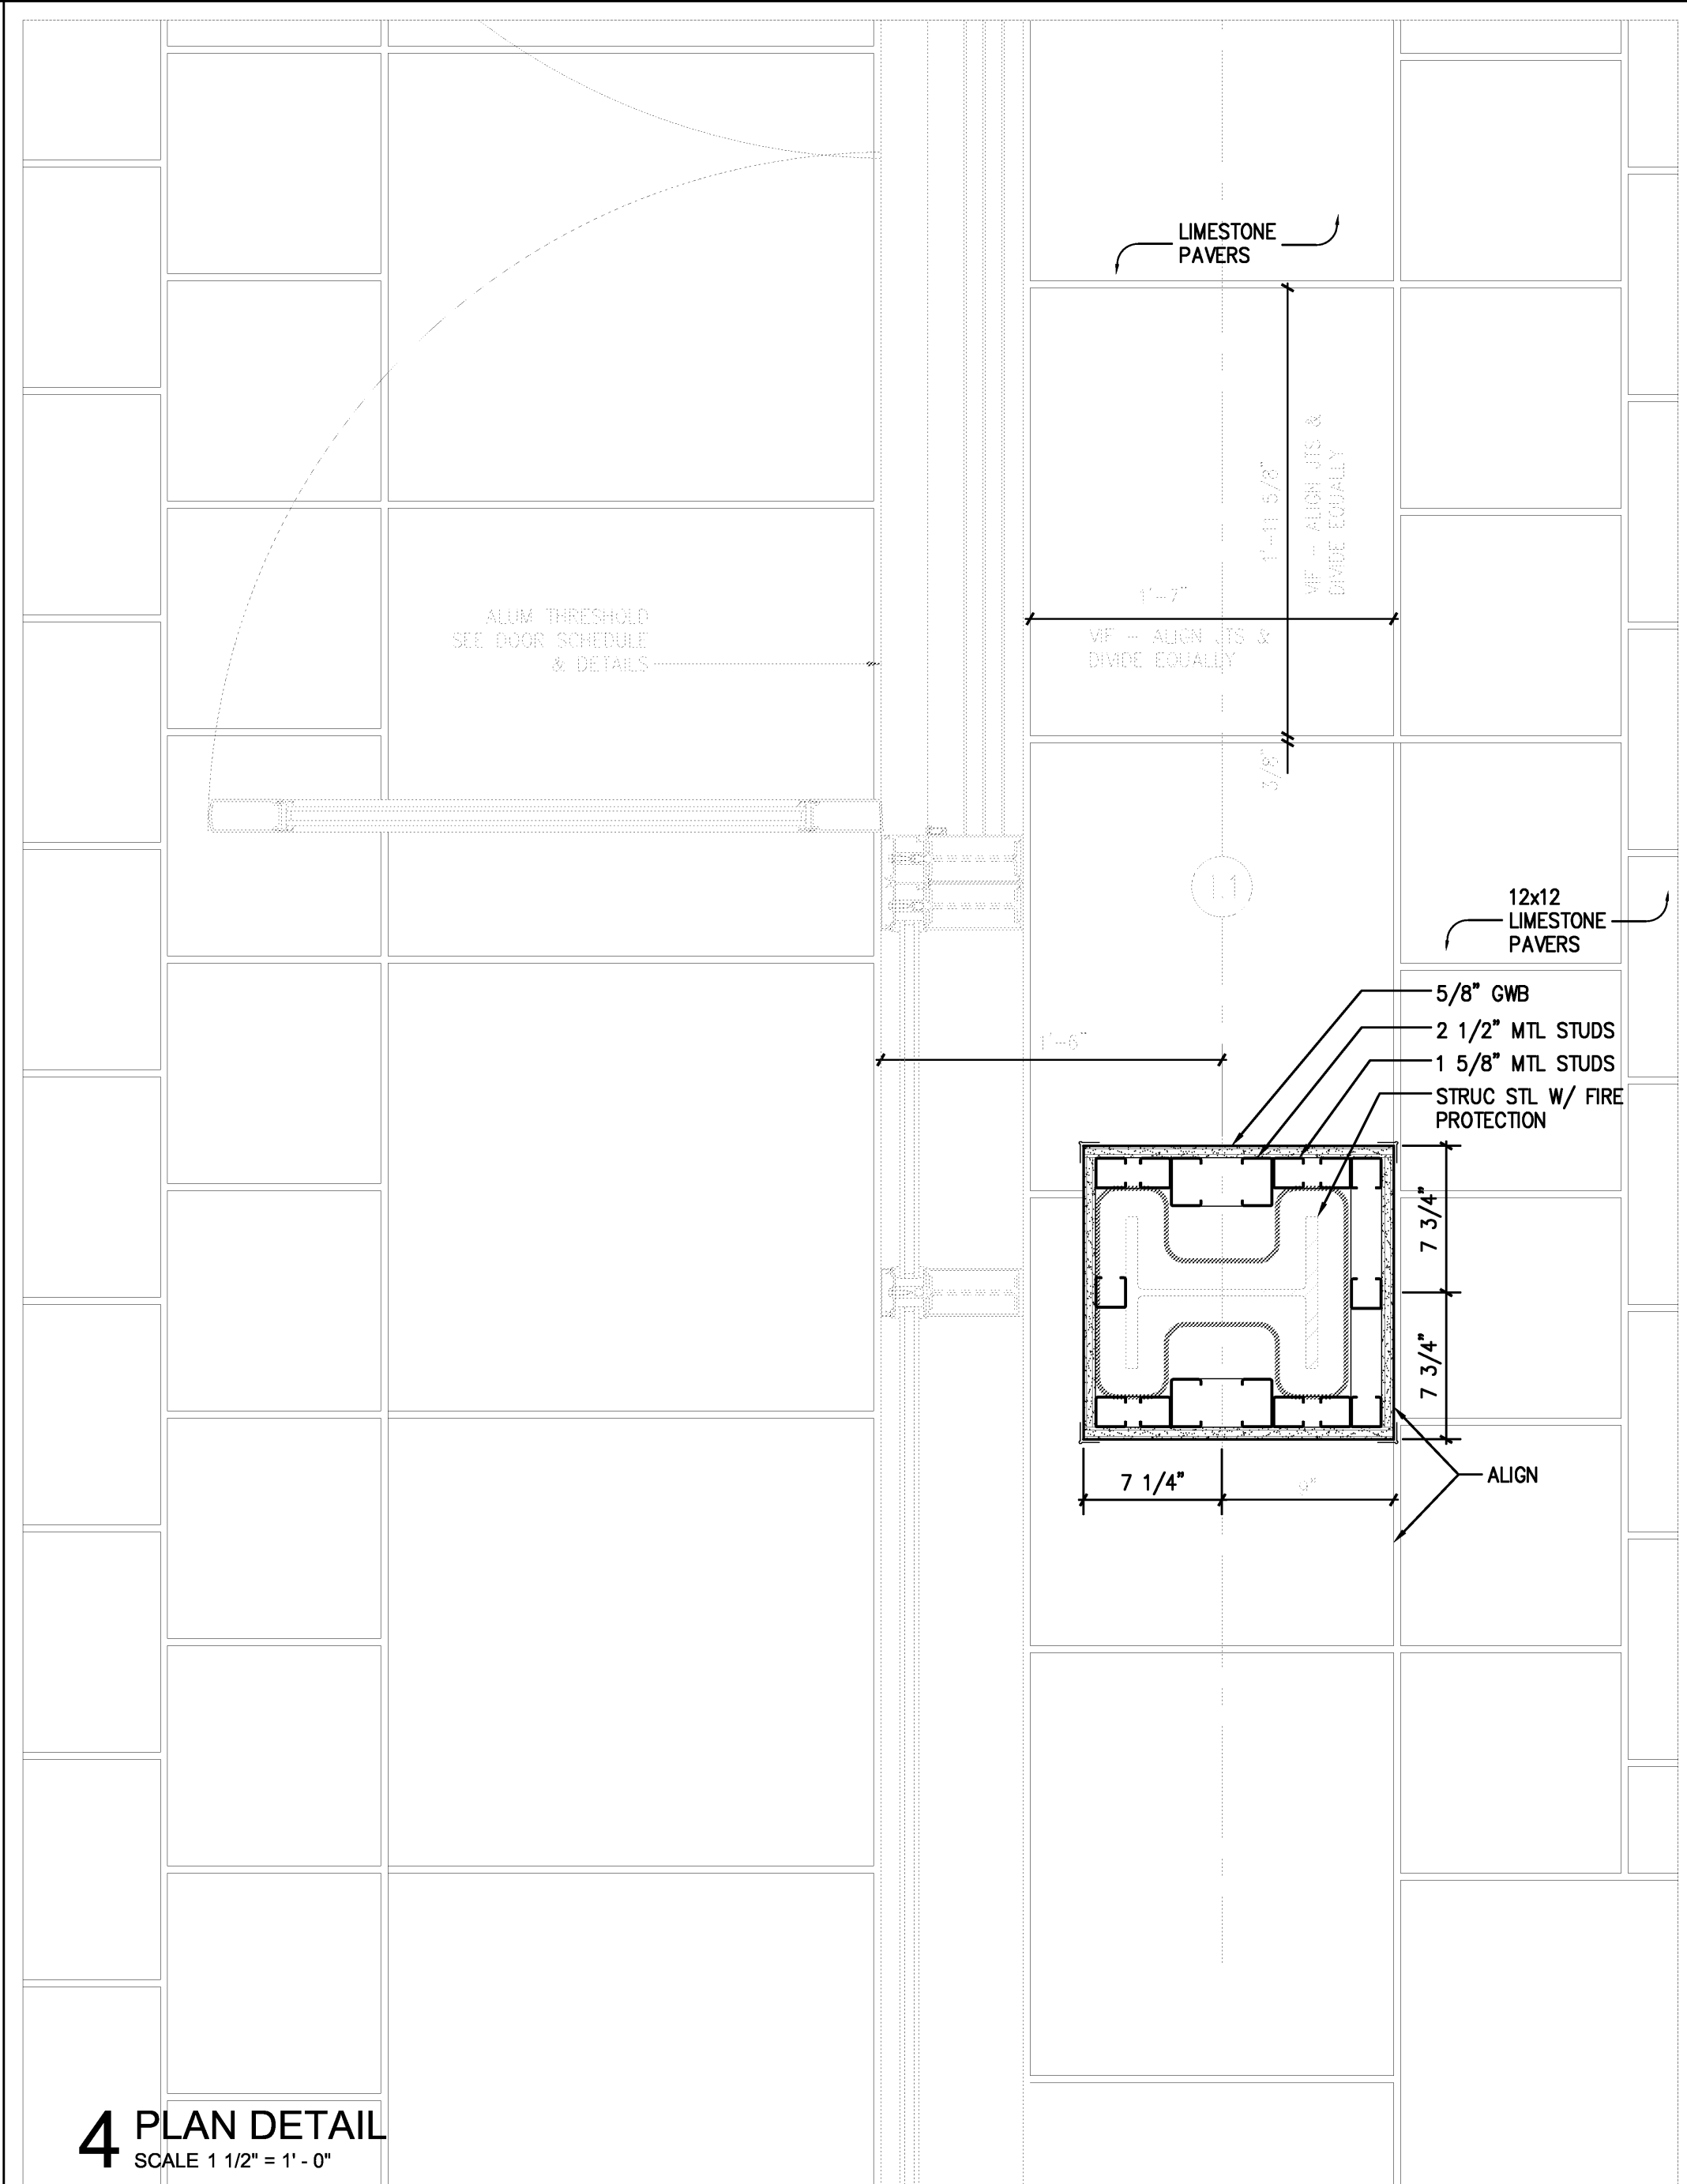 LIMESTONE
PAVERS
1'-11 5/8"
VIF - ALIGN JTS &
DIVIDE EQUALLY
1'-7"
VIF - ALIGN JTS &
DIVIDE EQUALLY
ALUM THRESHOLD
SEE DOOR SCHEDULE
& DETAILS
3/8"
12x12
LIMESTONE
PAVERS
5/8" GWB
2 1/2" MTL STUDS
1 5/8" MTL STUDS
STRUC STL W/ FIRE
PROTECTION
1'-6"
7 3/4"
7 3/4"
7 1/4"
9"
ALIGN
4 PLAN DETAIL
SCALE 1 1/2" = 1' - 0"